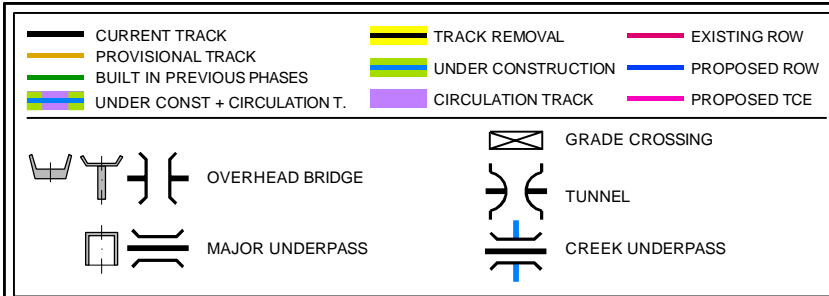 CURRENT TRACK
PROVISIONAL TRACK
BUILT IN PREVIOUS PHASES
UNDER CONST + CIRCULATION T.
TRACK REMOVAL
UNDER CONSTRUCTION
CIRCULATION TRACK
EXISTING ROW
PROPOSED ROW
PROPOSED TCE
OVERHEAD BRIDGE
MAJOR UNDERPASS
GRADE CROSSING
TUNNEL
CREEK UNDERPASS